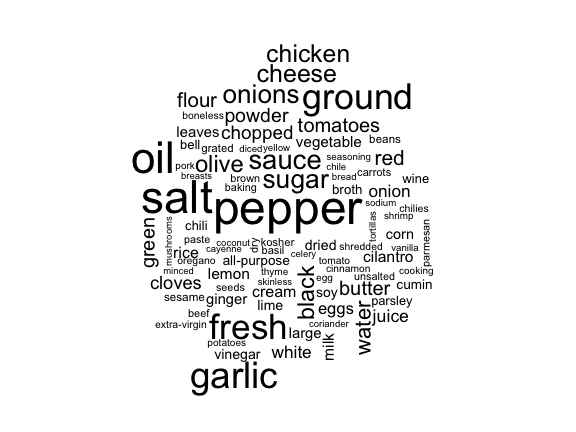 chicken
cheese
flour onions ground
boneless powder
leaves chopped tomatoes
bell grated diced yellow vegetable beans
oil pork olive sauce seasoning red
breasts brown sugar chile bread carrots wine
baking broth onion
salt pepper sodium chilies
shrimp
green mushrooms chili tortillas corn parmesan
paste coconut dry kosher dried shredded vanilla
rice cayenne basil cilantro
oregano all-purpose celery tomato
minced lemon thyme cinnamon cooking
cloves skinless egg unsalted
seeds cream black soy butter cumin
sesame ginger lime eggs parsley
beef water juice
extra-virgin fresh large coriander
potatoes milk
vinegar white
garlic